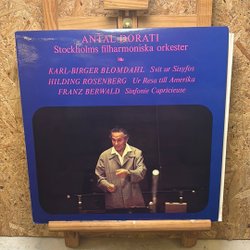 ANTAL DORATI
Stockholms filharmoniska orkester
KARL-BIRGER BLOMDAHL Svit ur Sisyfos
HILDING ROSENBERG Ur Resa till Amerika
FRANZ BERWALD Sinfonie Capricieuse